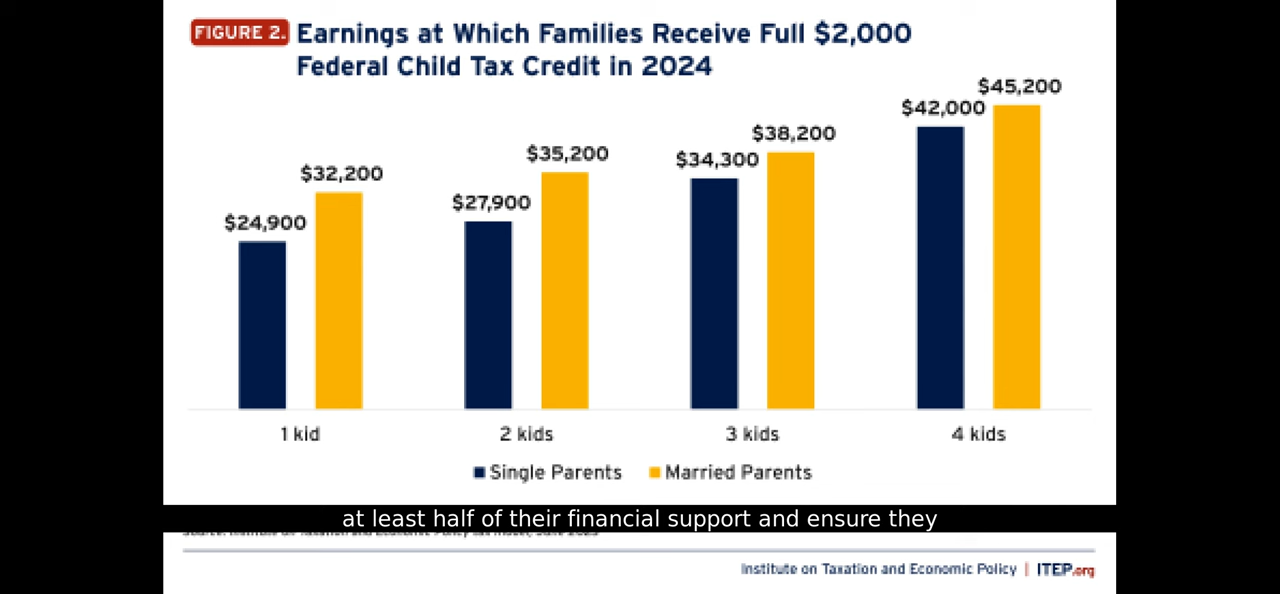 FIGURE 2. Earnings at Which Families Receive Full $2,000
Federal Child Tax Credit in 2024
$24,900
$32,200
$27,900
$35,200
$34,300
$38,200
$42,000
$45,200
1 kid
2 kids
3 kids
4 kids
Single Parents
Married Parents
at least half of their financial support and ensure they
Institute on Taxation and Economic Policy | ITEP.org